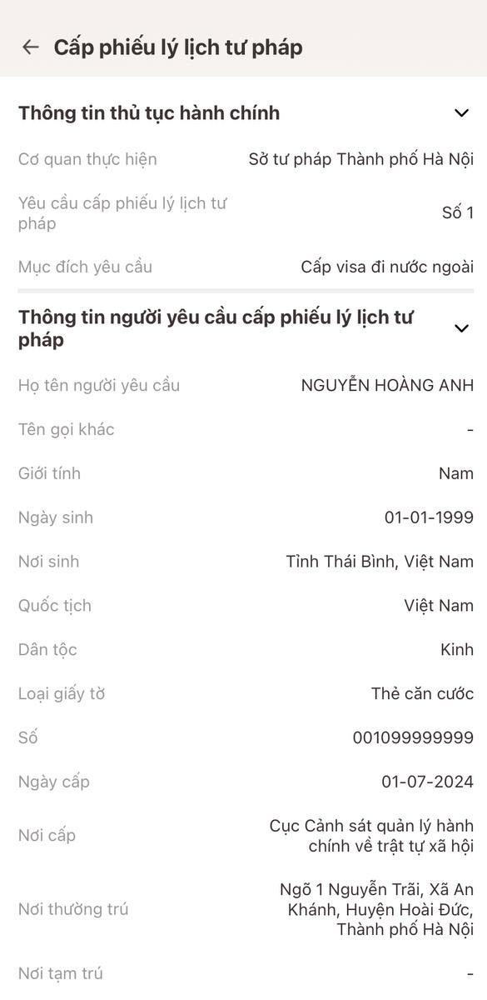 Cấp phiếu lý lịch tư pháp
Thông tin thủ tục hành chính
Cơ quan thực hiện Sở tư pháp Thành phố Hà Nội
Yêu cầu cấp phiếu lý lịch tư
pháp
Số 1
Mục đích yêu cầu Cấp visa đi nước ngoài
Thông tin người yêu cầu cấp phiếu lý lịch tư
pháp
Họ tên người yêu cầu NGUYỄN HOÀNG ANH
Tên gọi khác -
Giới tính Nam
Ngày sinh 01-01-1999
Nơi sinh Tỉnh Thái Bình, Việt Nam
Quốc tịch Việt Nam
Dân tộc Kinh
Loại giấy tờ Thẻ căn cước
Số 001099999999
Ngày cấp 01-07-2024
Nơi cấp
Cục Cảnh sát quản lý hành
chính về trật tự xã hội
Nơi thường trú
Ngõ 1 Nguyễn Trãi, Xã An
Khánh, Huyện Hoài Đức,
Thành phố Hà Nội
Nơi tạm trú -